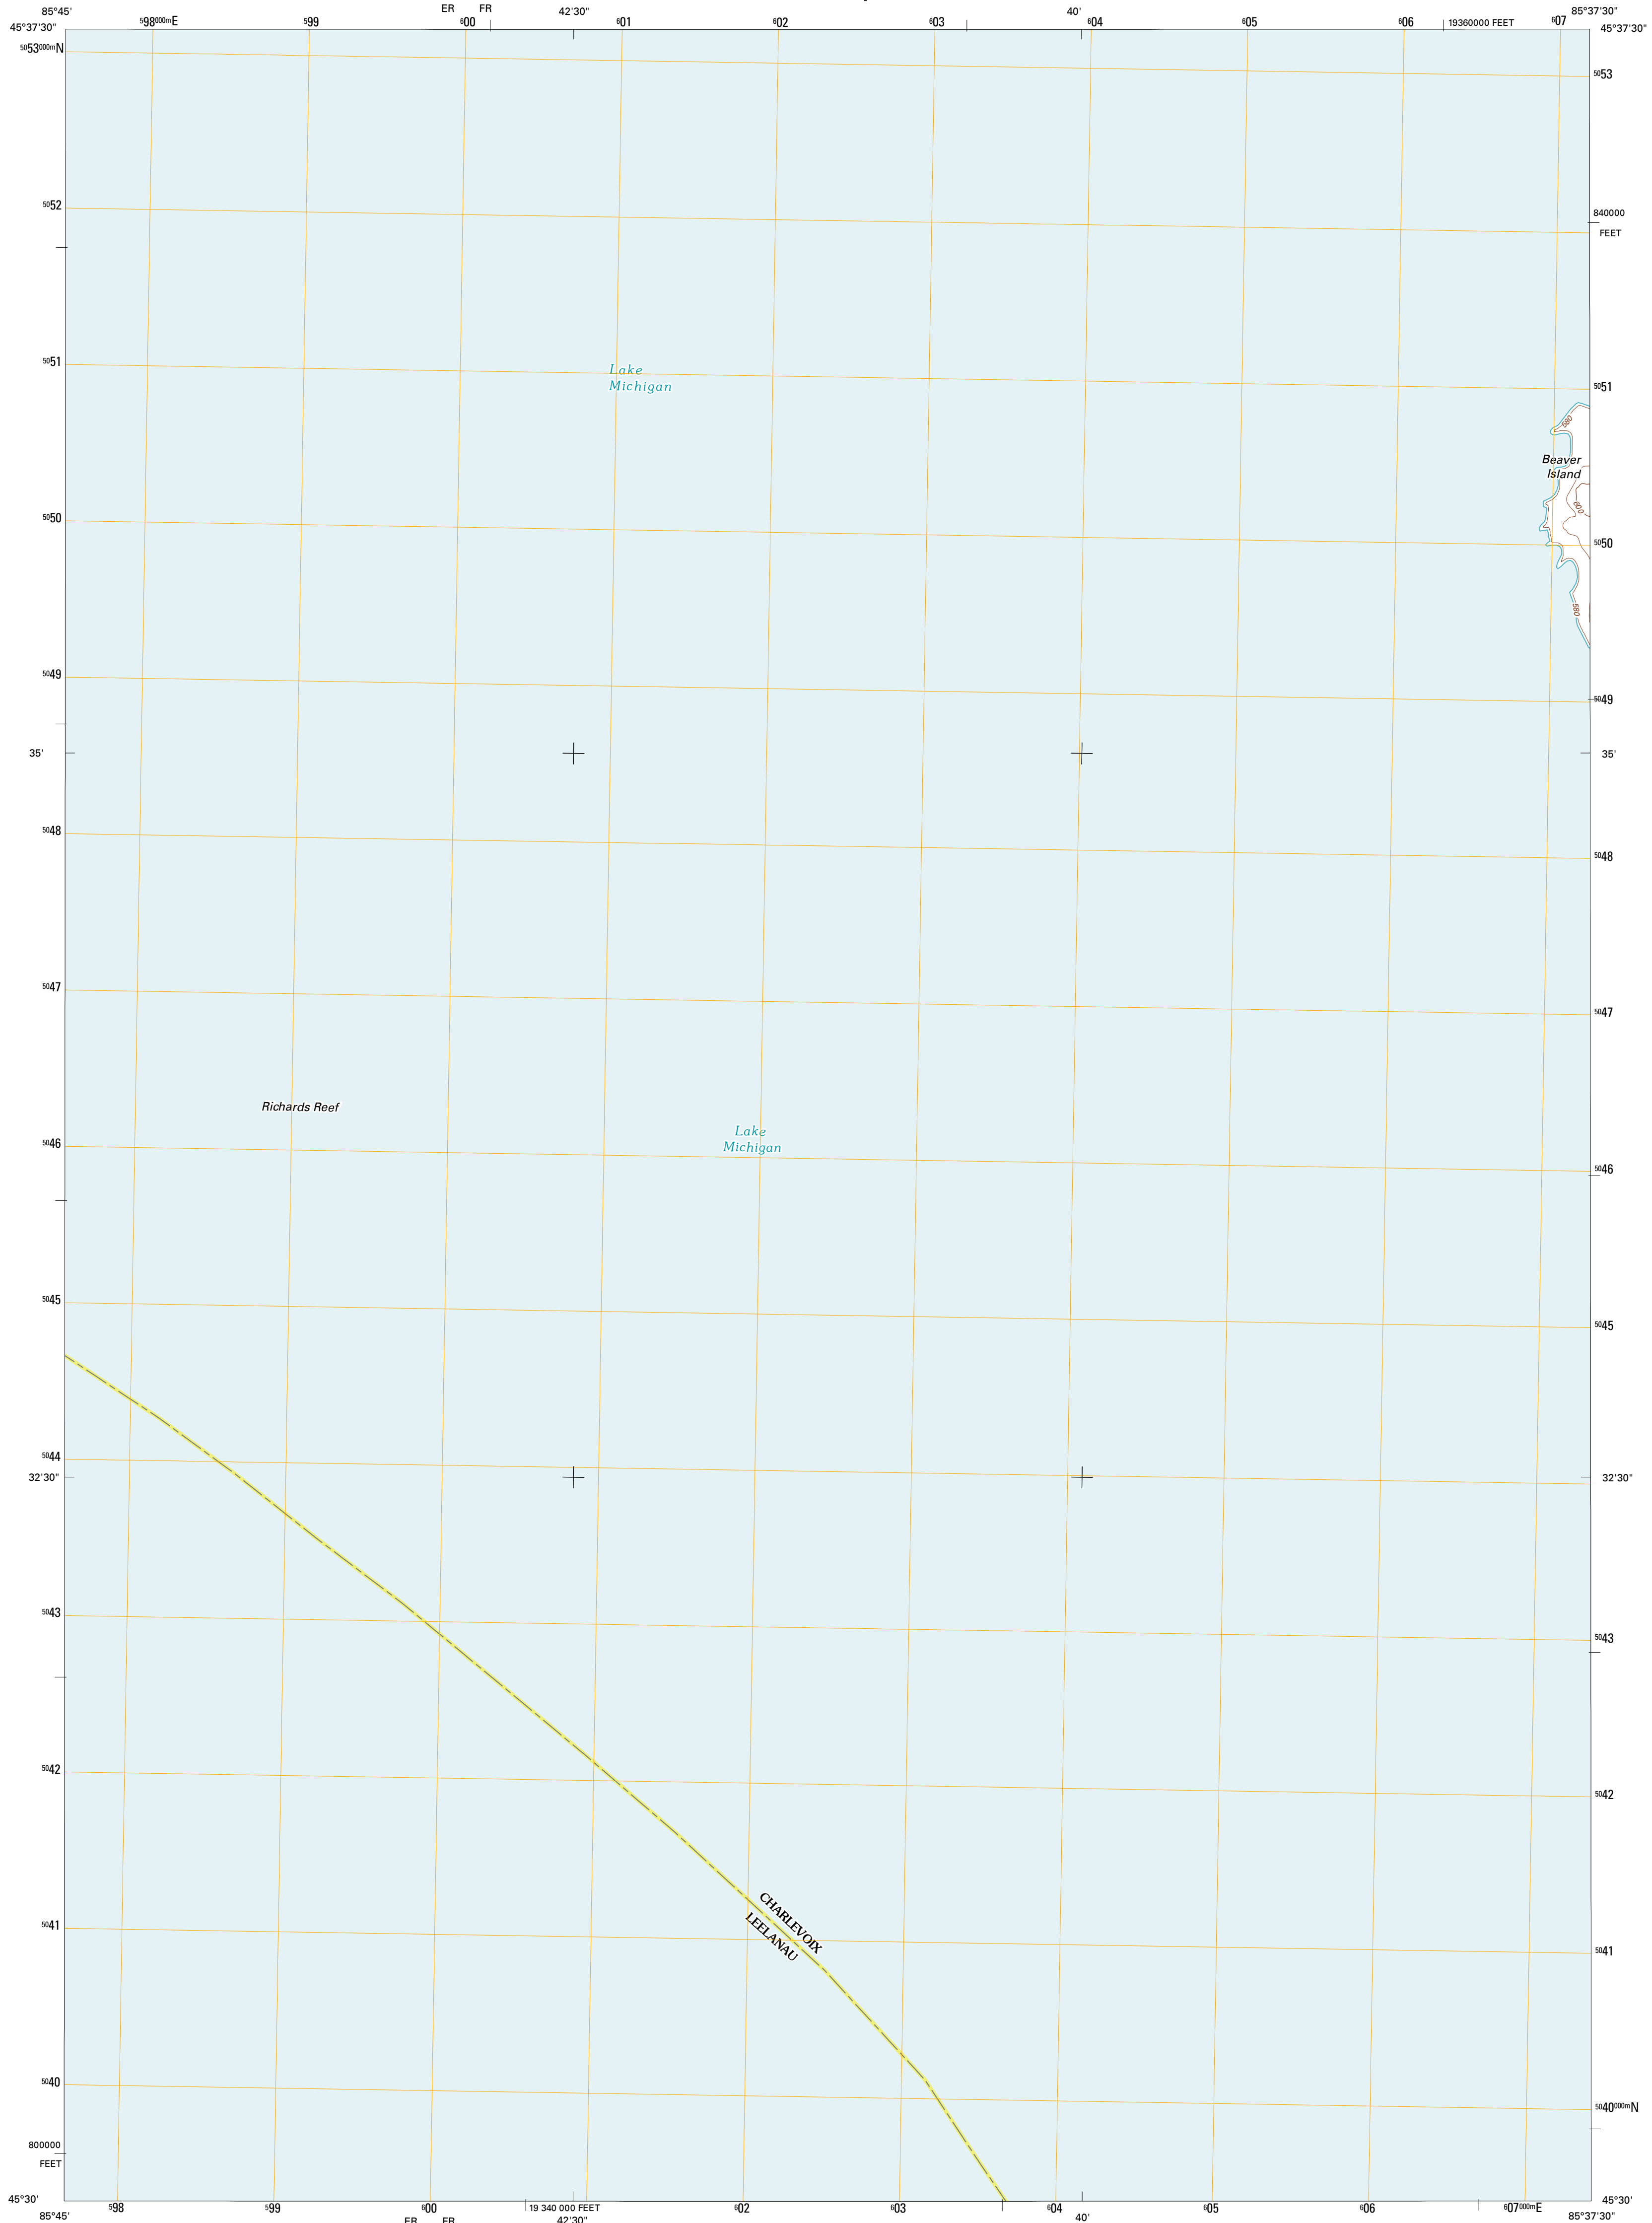 ER FR
85°45' 598000mE 599 600 42'30" 601 602 603 40' 604 605 606 19360000 FEET 607 85°37'30"
45°37'30" 45°37'30"
5053000mN 5053
5052 840000
FEET
5051 5051
Lake
Michigan
580
Beaver
Island
600
5050 5050
580
5049 5049
35' 35'
5048 5048
5047 5047
Richards Reef
5046 5046
Lake
Michigan
5045 5045
5044
32'30" 32'30"
5043 5043
5042 5042
CHARLEVOIX
LEELANAU
5041 5041
5040 5040000mN
800000
FEET
45°30' 45°30'
598 599 600 19 340 000 FEET 602 603 604 605 606 607000mE
85°45' 42'30" 40' 85°37'30"
ER ER